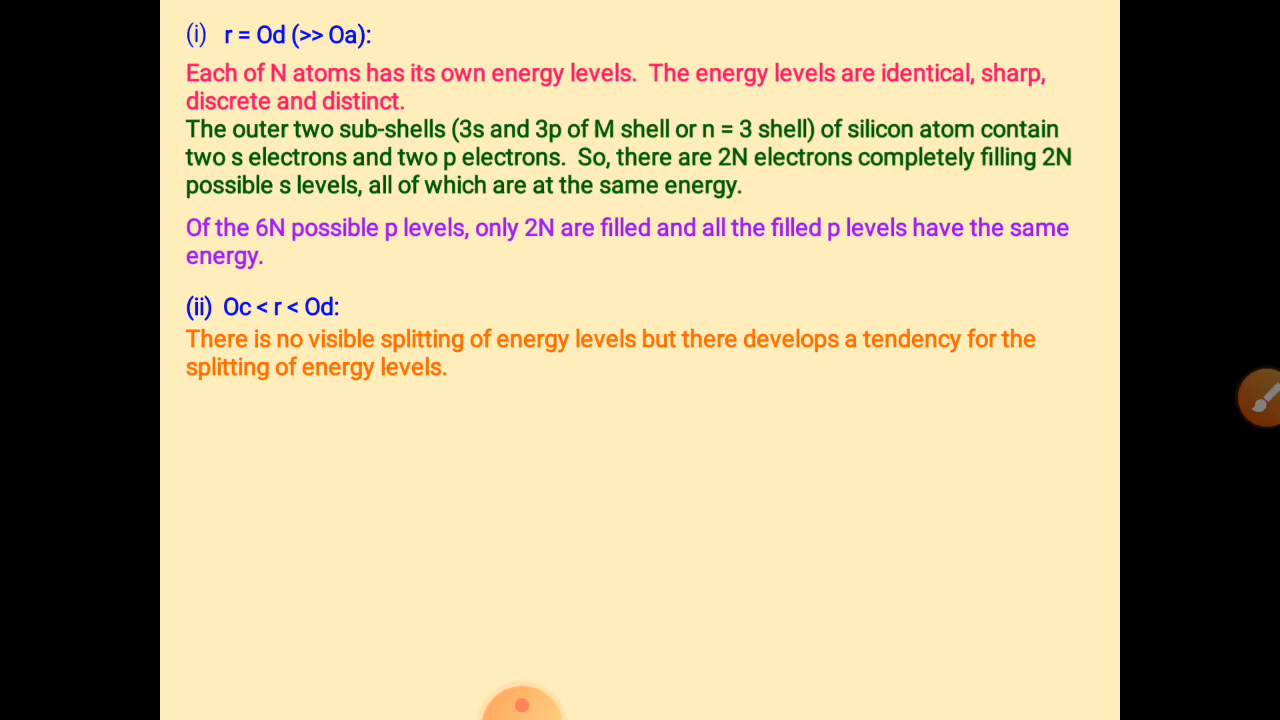 (i) r = Od (>> Oa):
Each of N atoms has its own energy levels. The energy levels are identical, sharp,
discrete and distinct.
The outer two sub-shells (3s and 3p of M shell or n = 3 shell) of silicon atom contain
two s electrons and two p electrons. So, there are 2N electrons completely filling 2N
possible s levels, all of which are at the same energy.
Of the 6N possible p levels, only 2N are filled and all the filled p levels have the same
energy.
(ii) Oc < r < Od:
There is no visible splitting of energy levels but there develops a tendency for the
splitting of energy levels.